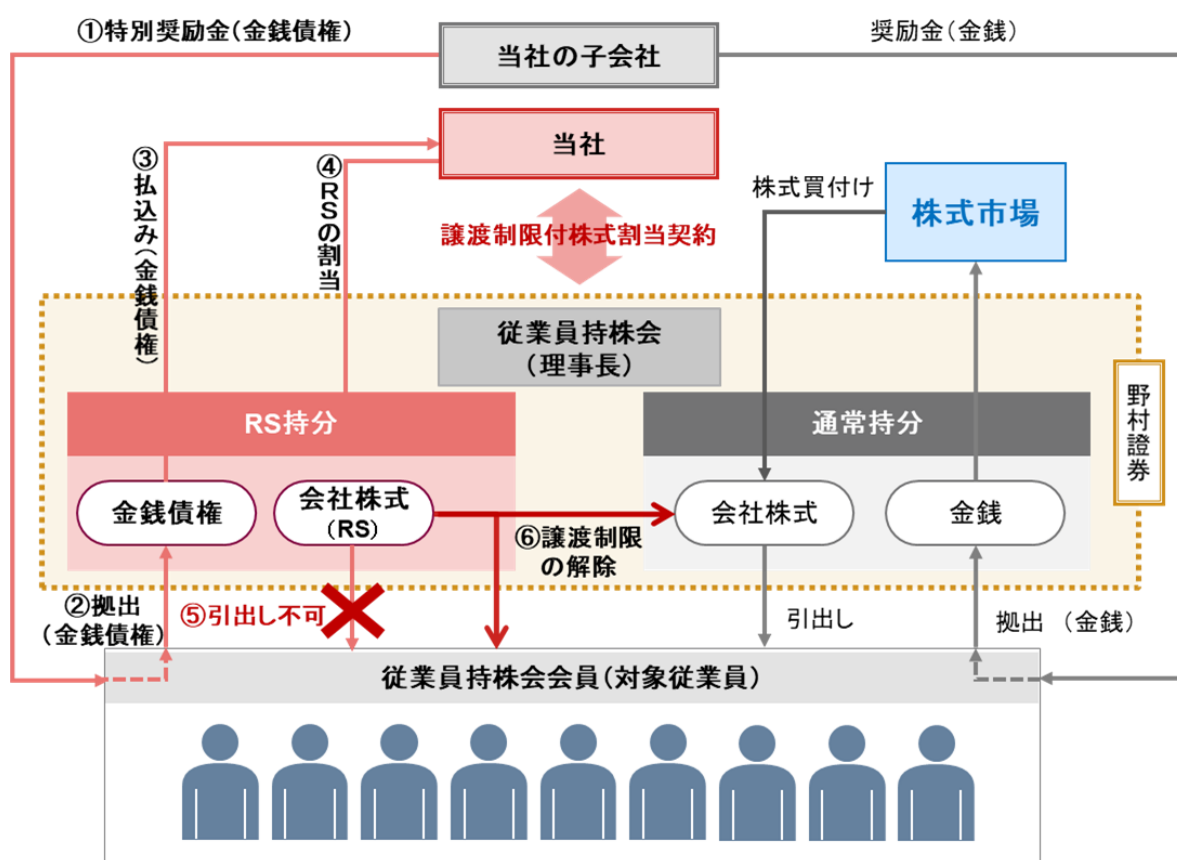 ①特別奨励金(金銭債権)
当社の子会社
奨励金(金銭)
当社
③払込み(金銭債権)
④RSの割当
株式買付け
株式市場
譲渡制限付株式割当契約
従業員持株会
(理事長)
野村證券
RS持分
通常持分
金銭債権
会社株式
(RS)
会社株式
金銭
⑥譲渡制限
の解除
②拠出
(金銭債権)
⑤引出し不可
引出し
拠出 (金銭)
従業員持株会会員(対象従業員)